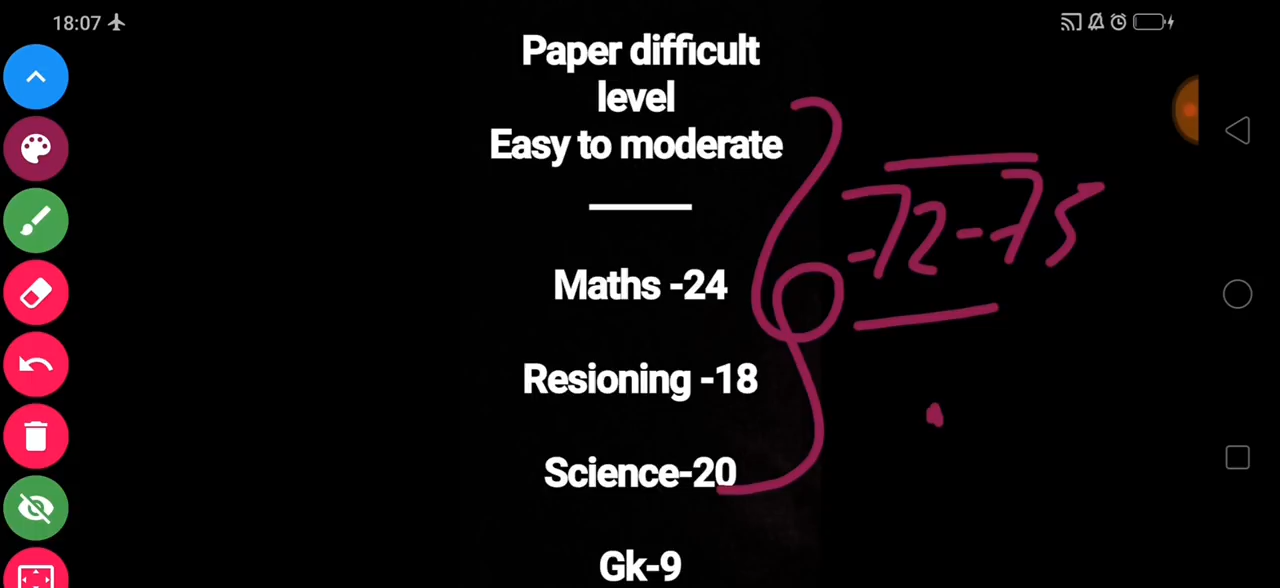 18:07
Paper difficult
level
Easy to moderate
Maths -24
72-75
Resioning -18
Science-20
Gk-9